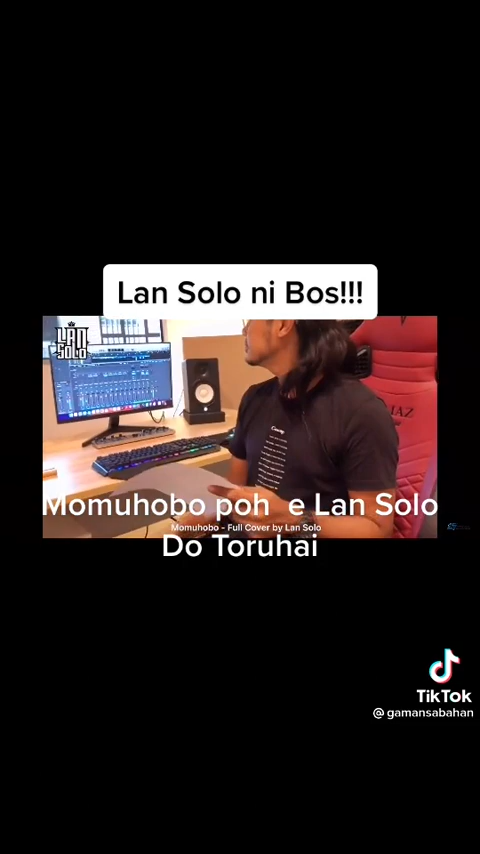 Lan Solo ni Bos!!!
LAN
SOLO
Momuhobo poh e Lan Solo
Momuhobo - Full Cover by Lan Solo
Do Toruhai
TikTok
@gamansabahan